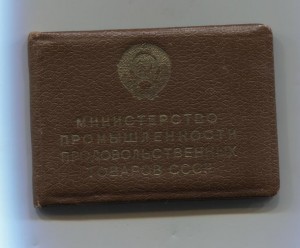 МИНИСТЕРСТВО
ПРОМЫШЛЕННОСТИ
ПРОДОВОЛЬСТВЕННЫХ
ТОВАРОВ СССР